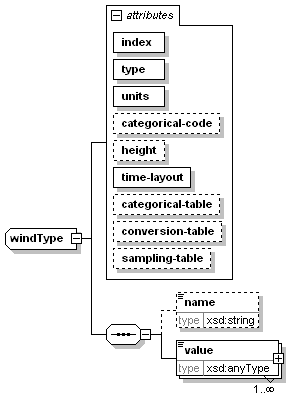 attributes
index
type
units
categorical-code
height
time-layout
categorical-table
conversion-table
sampling-table
windType
name
type xsd:string
value
type xsd:anyType
1..∞